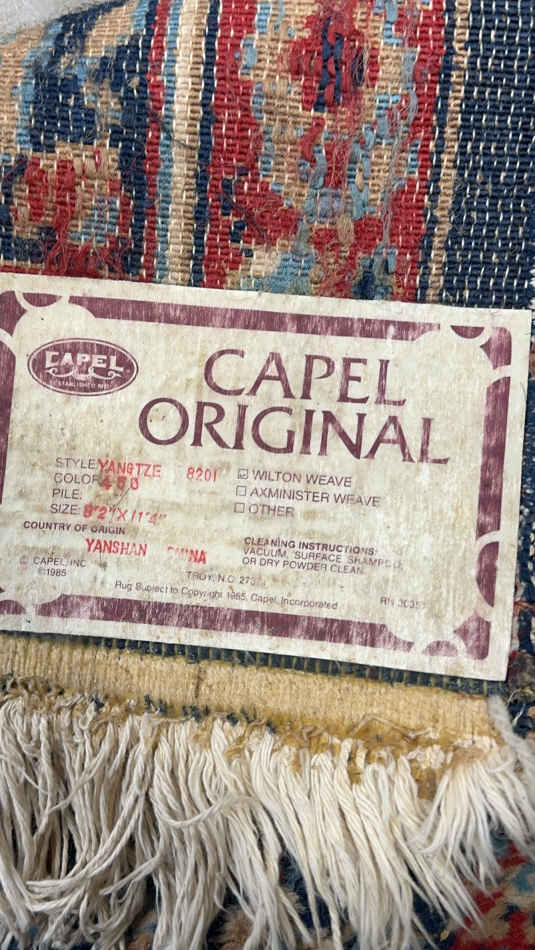 CAPEL
ESTABLISHED 1917
CAPEL
ORIGINAL
STYLE: YANGTZE 8201
COLOR 450
PILE:
SIZE: 8'2"X11'4"
COUNTRY OF ORIGIN
YANSHAN CHINA
☑ WILTON WEAVE
☐ AXMINISTER WEAVE
☐ OTHER
CLEANING INSTRUCTIONS:
VACUUM, SURFACE SHAMPOO,
OR DRY POWDER CLEAN.
© CAPEL, INC
©1985
TROY, N.C.
Rug Subject to Copyright 1985, Capel, Incorporated
RN